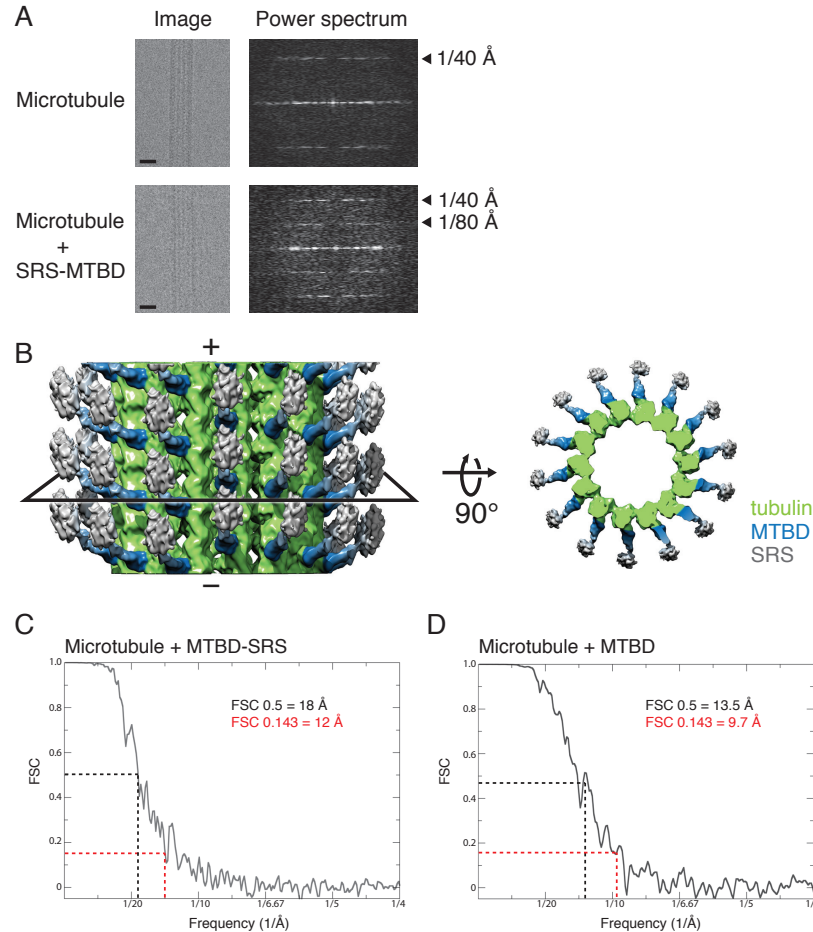 A
Image Power spectrum
Microtubule
1/40 Å
Microtubule
+
SRS-MTBD
1/40 Å
1/80 Å
B
+
–
90°
tubulin
MTBD
SRS
C
Microtubule + MTBD-SRS
1.0
0.8
0.6
0.4
0.2
0
FSC
FSC 0.5 = 18 Å
FSC 0.143 = 12 Å
1/20 1/10 1/6.67 1/5 1/4
Frequency (1/Å)
D
Microtubule + MTBD
1.0
0.8
0.6
0.4
0.2
0
FSC
FSC 0.5 = 13.5 Å
FSC 0.143 = 9.7 Å
1/20 1/10 1/6.67 1/5 1/4
Frequency (1/Å)